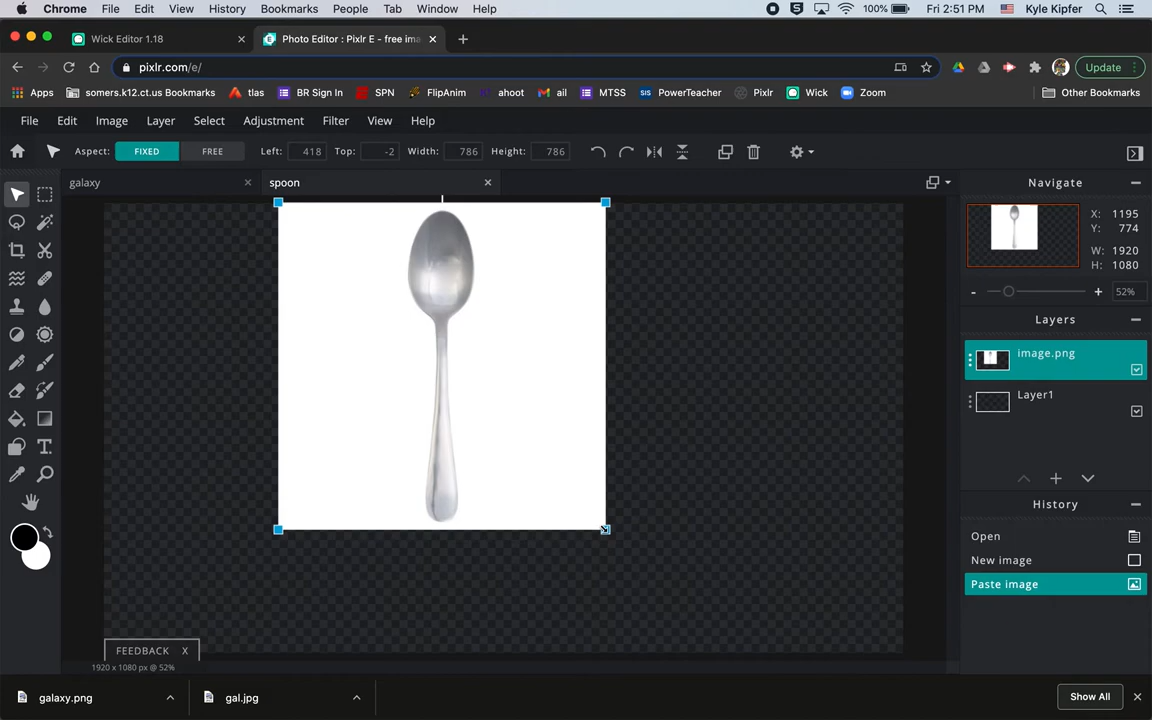 Chrome File Edit View History Bookmarks People Tab Window Help 100% Fri 2:51 PM Kyle Kipfer
Wick Editor 1.18 Photo Editor : Pixlr E - free ima
pixlr.com/e/ Update
Apps somers.k12.ct.us Bookmarks tlas BR Sign In SPN FlipAnim ahoot ail MTSS SIS PowerTeacher Pixlr Wick Zoom Other Bookmarks
File Edit Image Layer Select Adjustment Filter View Help
Aspect: FIXED FREE Left: 418 Top: -2 Width: 786 Height: 786
galaxy spoon
Navigate
X: 1195
Y: 774
W: 1920
H: 1080
- + 52%
Layers
image.png
Layer1
History
Open
New image
Paste image
FEEDBACK X
1920 x 1080 px @ 52%
galaxy.png gal.jpg Show All